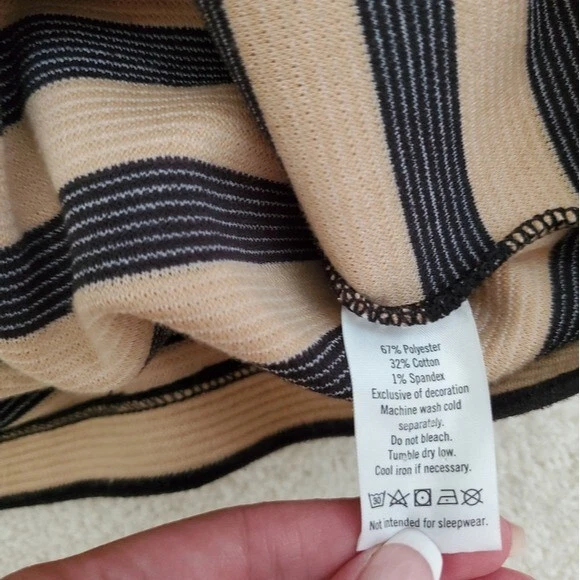 67% Polyester
32% Cotton
1% Spandex
Exclusive of decoration
Machine wash cold
separately.
Do not bleach.
Tumble dry low.
Cool iron if necessary.
30
Not intended for sleepwear.